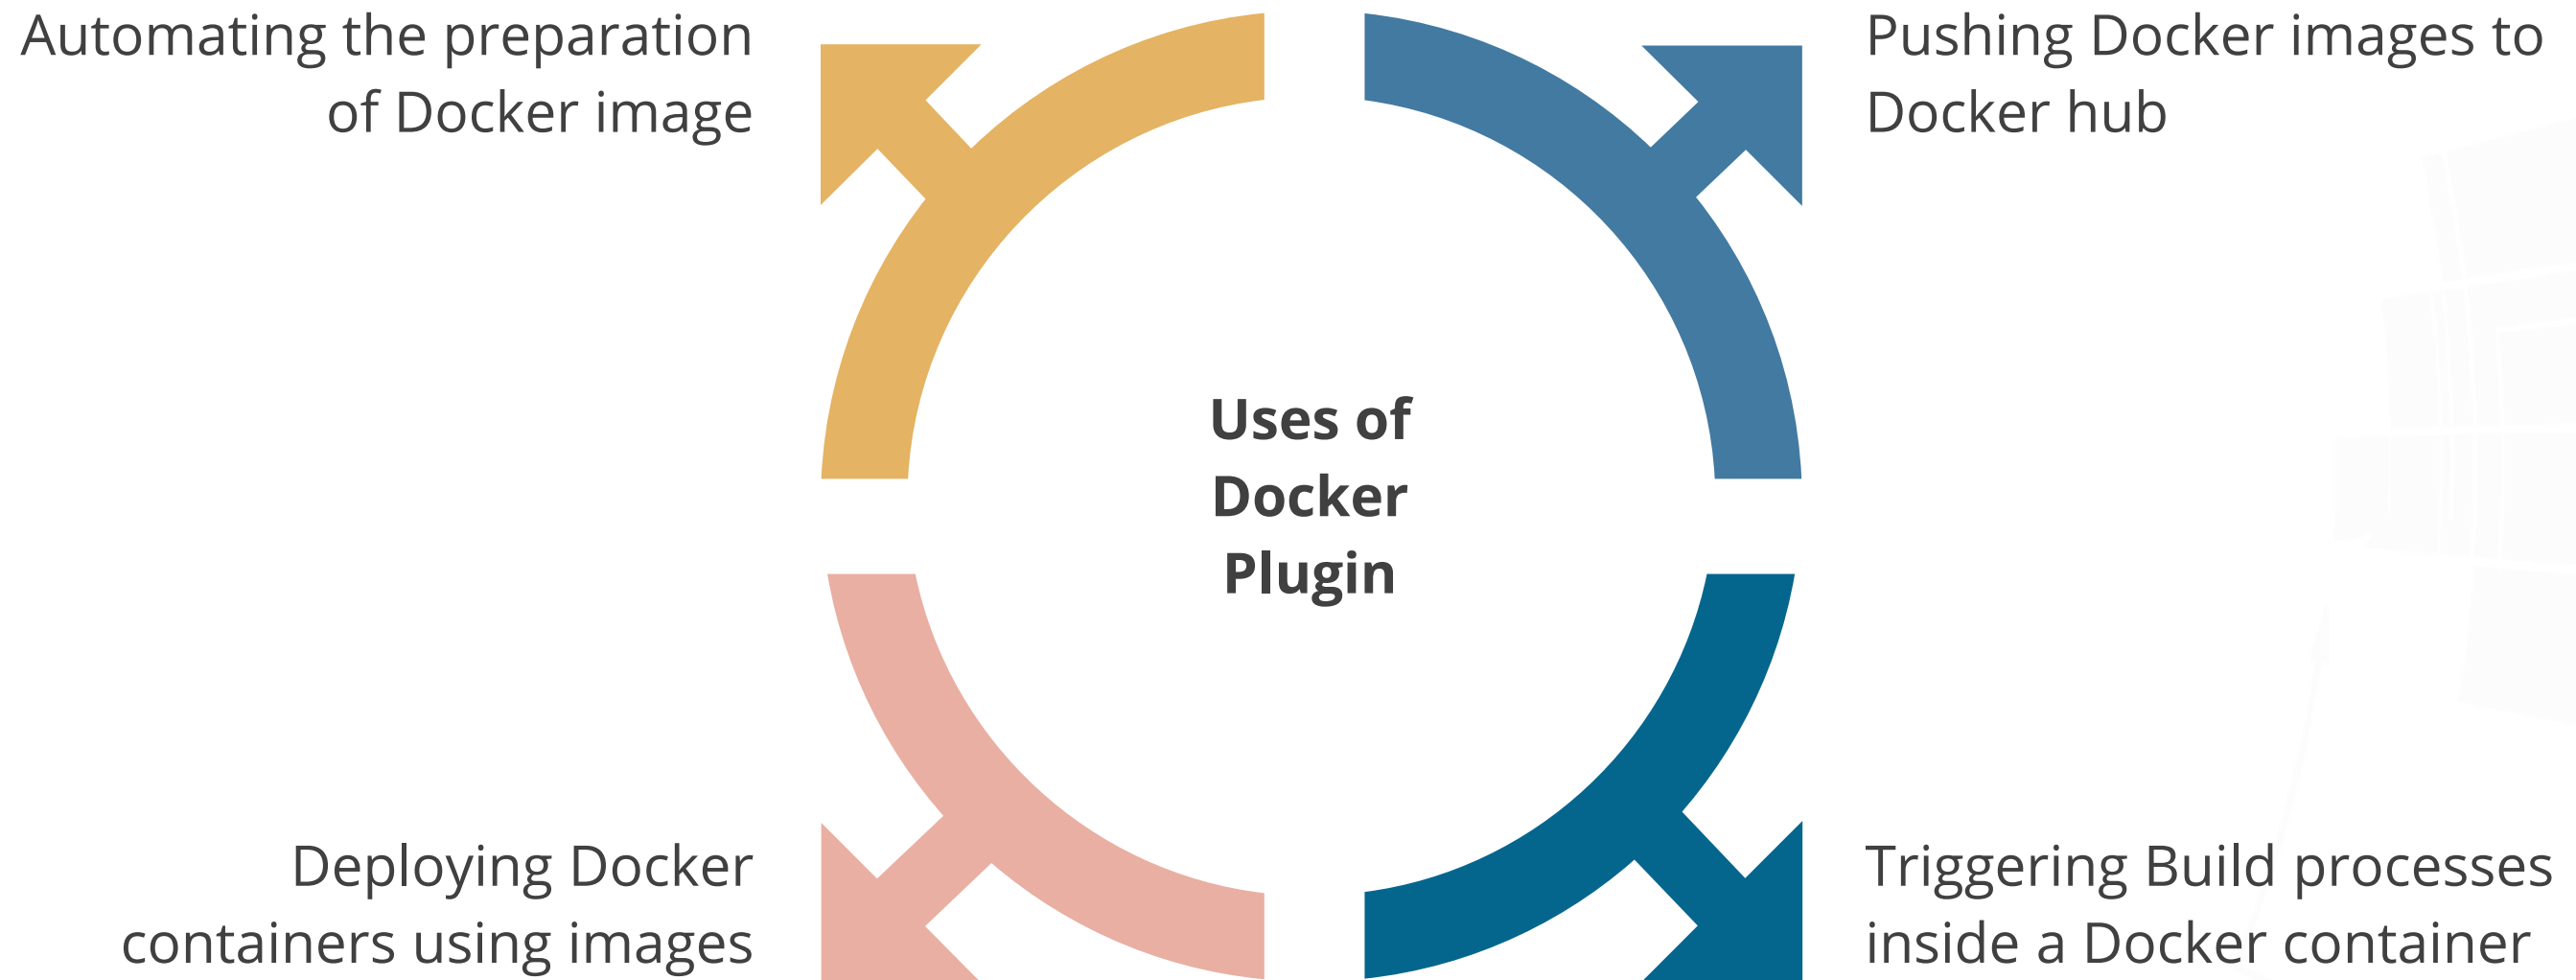 Automating the preparation
of Docker image
Pushing Docker images to
Docker hub
Uses of
Docker
Plugin
Deploying Docker
containers using images
Triggering Build processes
inside a Docker container